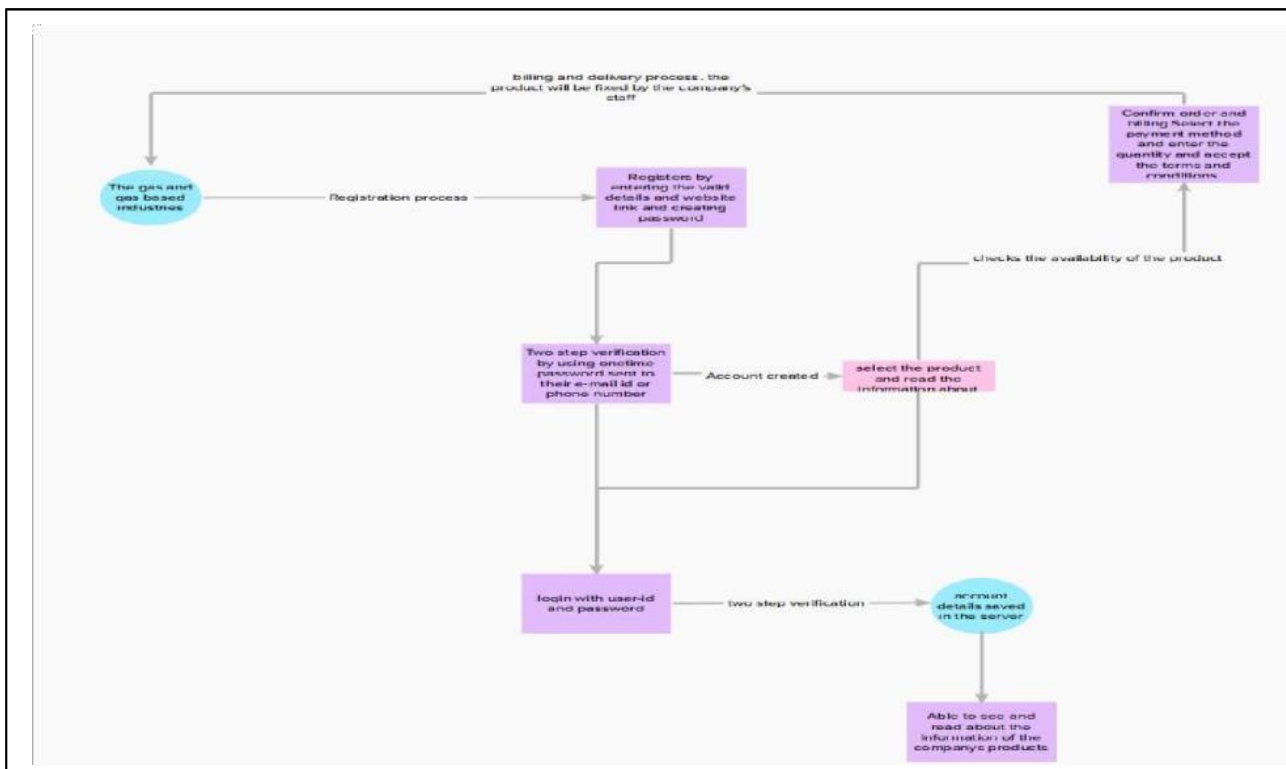 billing and delivery process. the
product will be fixed by the company's
staff
Confirm order and
billing Select the
payment method
and enter the
quantity and accept
the terms and
conditions
The gas and
gas based
industries
Registration process
Registers by
entering the valid
details and website
link and creating
password
checks the availability of the product
Two step verification
by using onetime
password sent to
their e-mail id or
phone number
Account created
select the product
and read the
information about
login with user-id
and password
two step verification
account
details saved
in the server
Able to see and
read about the
information of the
companys products